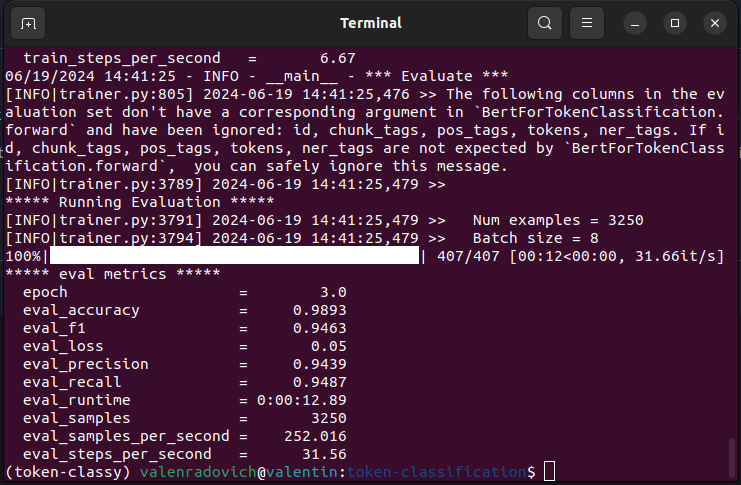 Terminal
train_steps_per_second   =       6.67
06/19/2024 14:41:25 - INFO - __main__ - *** Evaluate ***
[INFO|trainer.py:805] 2024-06-19 14:41:25,476 >> The following columns in the ev
aluation set don't have a corresponding argument in `BertForTokenClassification.
forward` and have been ignored: id, chunk_tags, pos_tags, tokens, ner_tags. If i
d, chunk_tags, pos_tags, tokens, ner_tags are not expected by `BertForTokenClass
ification.forward`,  you can safely ignore this message.
[INFO|trainer.py:3789] 2024-06-19 14:41:25,479 >>
***** Running Evaluation *****
[INFO|trainer.py:3791] 2024-06-19 14:41:25,479 >>   Num examples = 3250
[INFO|trainer.py:3794] 2024-06-19 14:41:25,479 >>   Batch size = 8
100%| | 407/407 [00:12<00:00, 31.66it/s]
***** eval metrics *****
epoch                   =        3.0
eval_accuracy           =     0.9893
eval_f1                 =     0.9463
eval_loss               =       0.05
eval_precision          =     0.9439
eval_recall             =     0.9487
eval_runtime            = 0:00:12.89
eval_samples            =       3250
eval_samples_per_second =    252.016
eval_steps_per_second   =      31.56
(token-classy) valenradovich@valentin:token-classification$